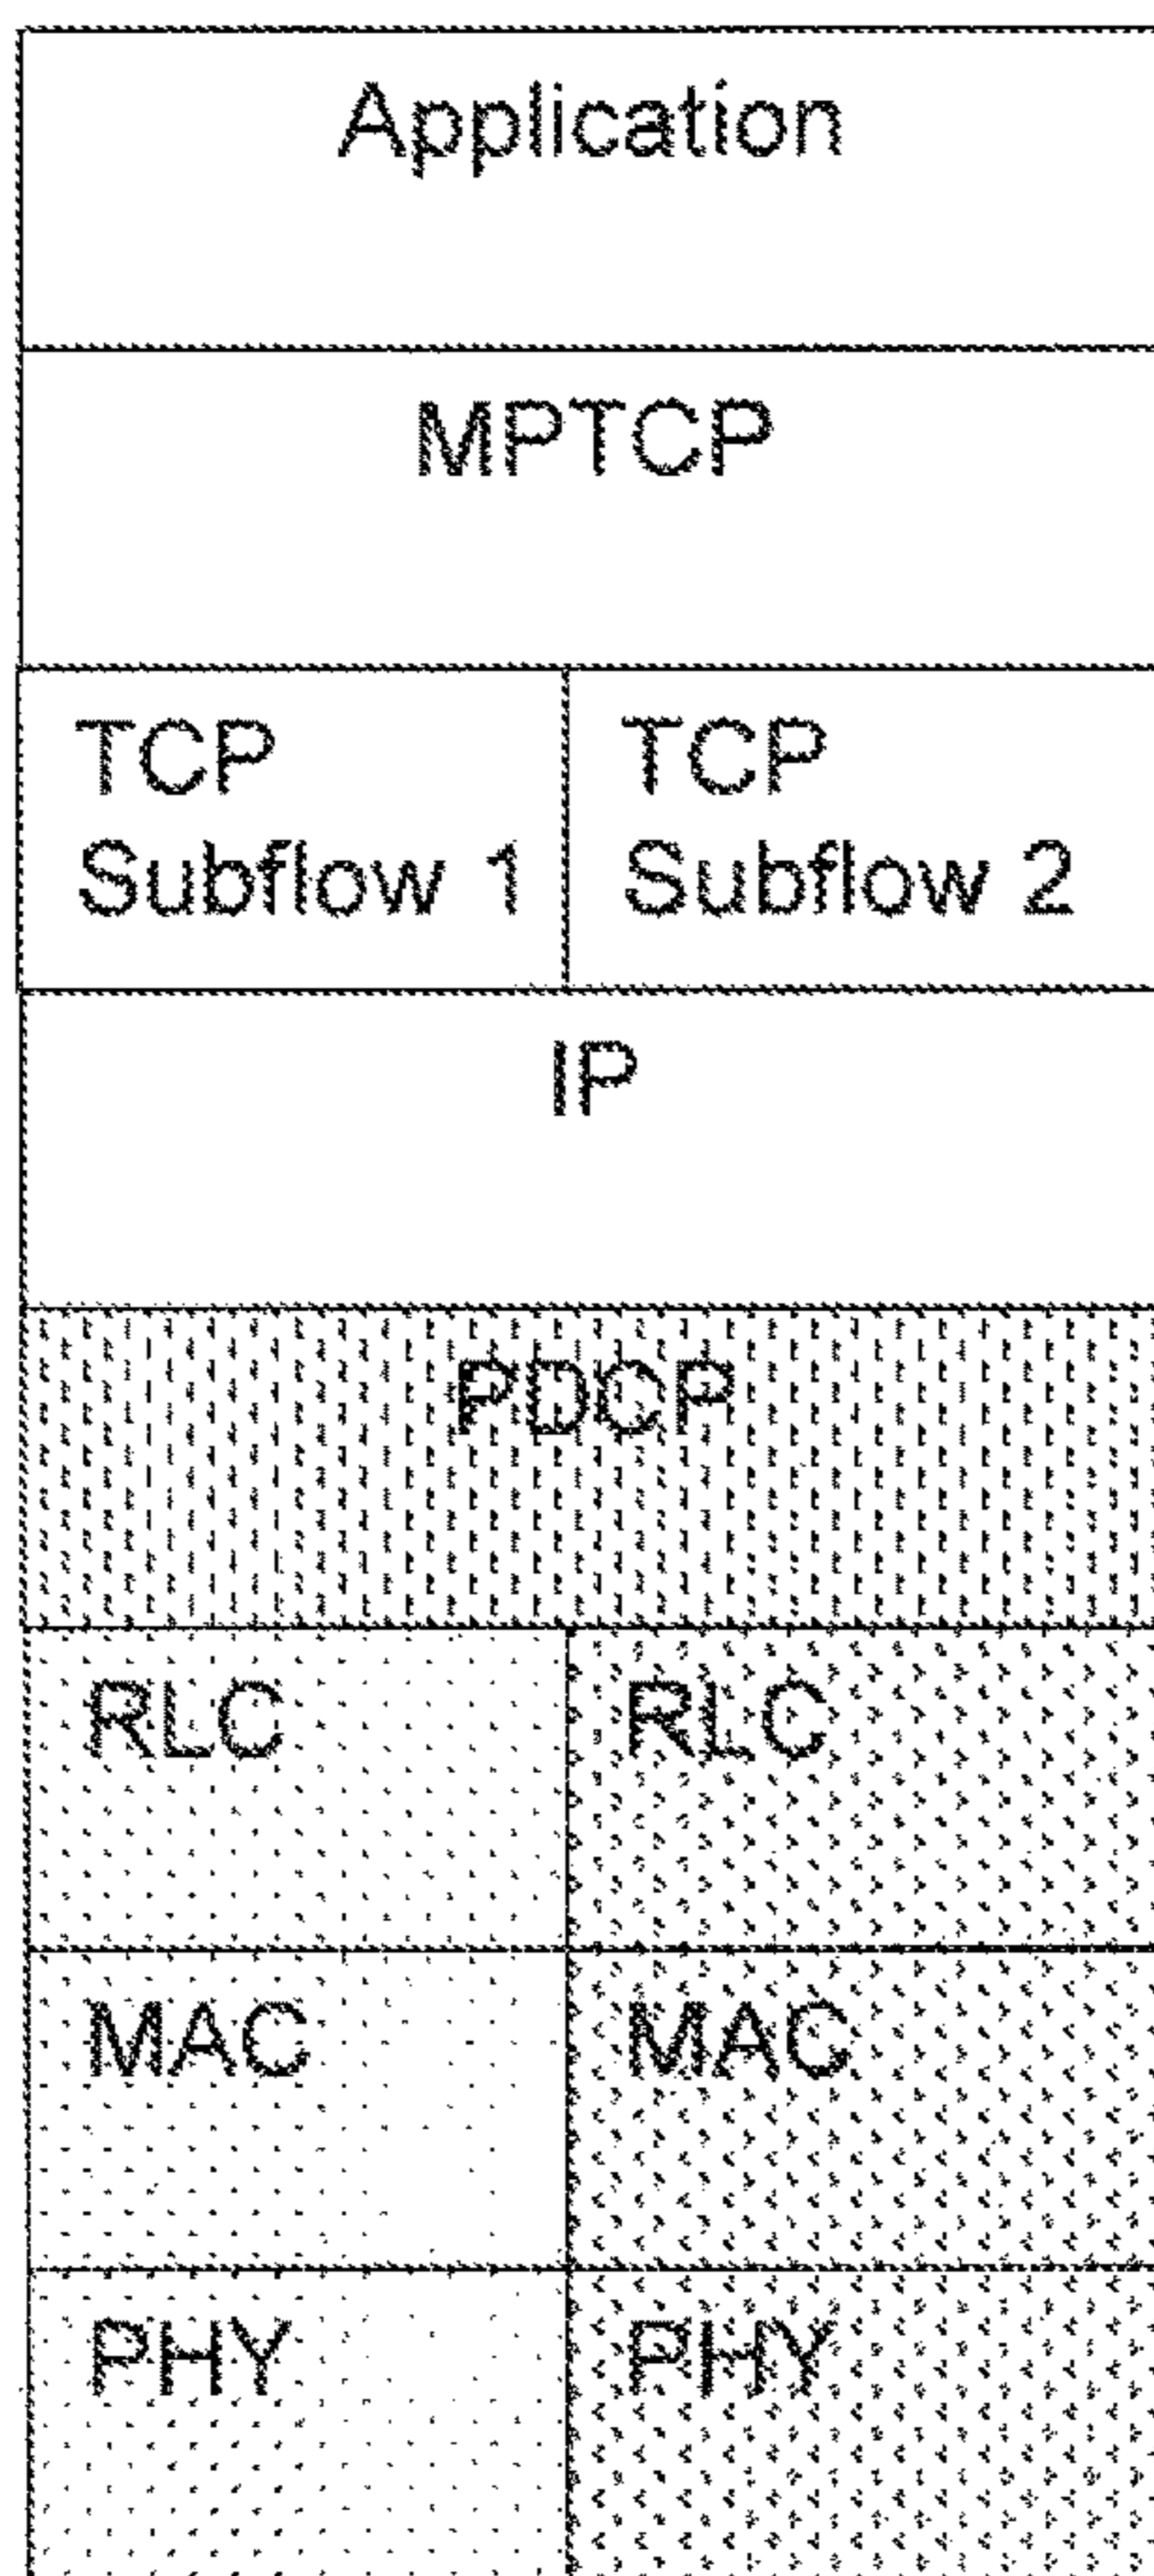 Application
MPTCP
TCP
Subflow 1
TCP
Subflow 2
IP
PDCP
RLC
RLC
MAC
MAC
PHY
PHY